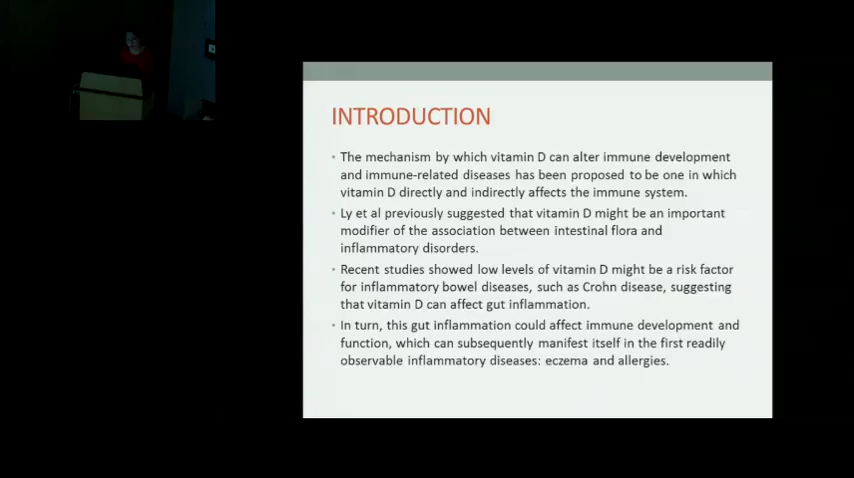 INTRODUCTION
• The mechanism by which vitamin D can alter immune development
and immune-related diseases has been proposed to be one in which
vitamin D directly and indirectly affects the immune system.
• Ly et al previously suggested that vitamin D might be an important
modifier of the association between intestinal flora and
inflammatory disorders.
• Recent studies showed low levels of vitamin D might be a risk factor
for inflammatory bowel diseases, such as Crohn disease, suggesting
that vitamin D can affect gut inflammation.
• In turn, this gut inflammation could affect immune development and
function, which can subsequently manifest itself in the first readily
observable inflammatory diseases: eczema and allergies.